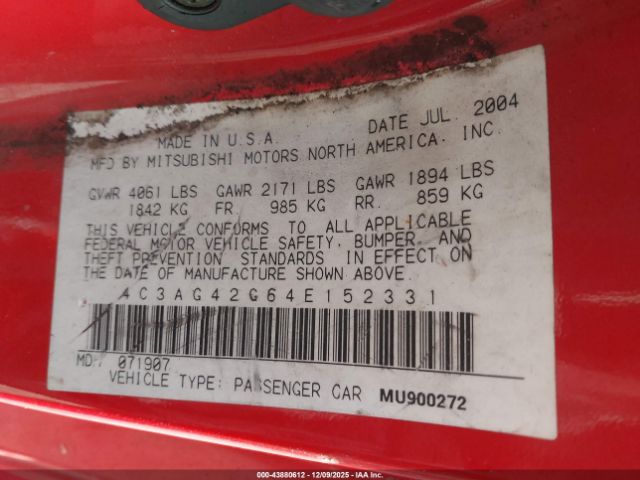 MADE IN U.S.A. DATE JUL. 2004
MFD BY MITSUBISHI MOTORS NORTH AMERICA. INC.
GVWR 4061 LBS GAWR 2171 LBS GAWR 1894 LBS
1842 KG FR. 985 KG RR. 859 KG
THIS VEHICLE CONFORMS TO ALL APPLICABLE
FEDERAL MOTOR VEHICLE SAFETY, BUMPER, AND
THEFT PREVENTION STANDARDS IN EFFECT ON
THE DATE OF MANUFACTURE SHOWN ABOVE.
4C3AG42G64E152331
MD: 071907
VEHICLE TYPE: PASSENGER CAR MU900272
000-43880612 • 12/09/2025 • IAAI.COM